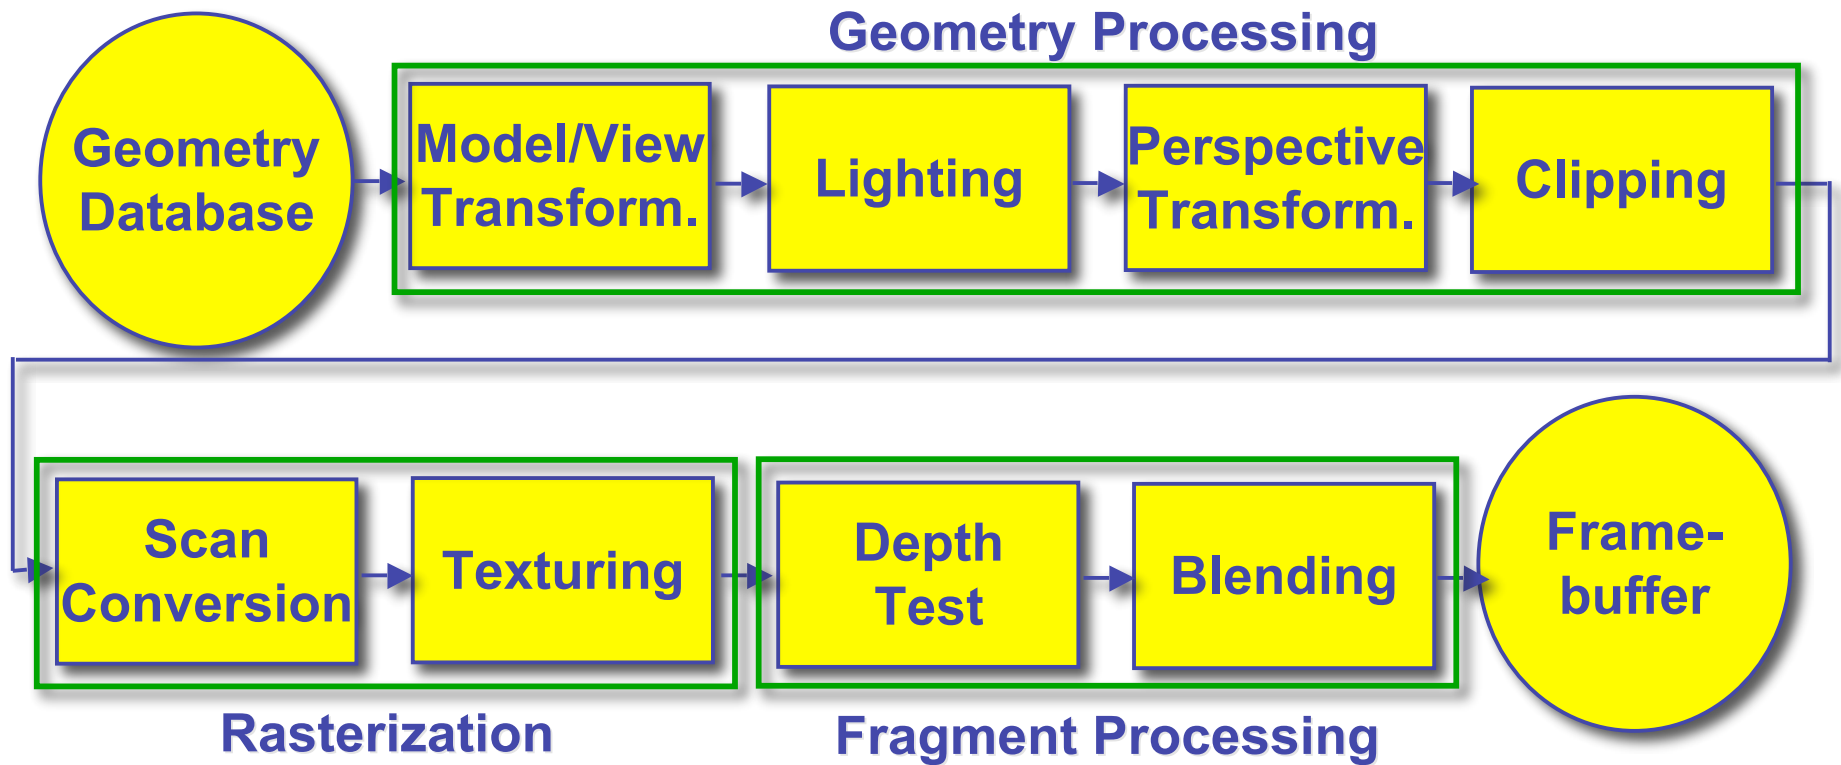 Geometry Processing
Geometry
Database
Model/View
Transform.
Lighting
Perspective
Transform.
Clipping
Scan
Conversion
Texturing
Depth
Test
Blending
Frame-
buffer
Rasterization
Fragment Processing